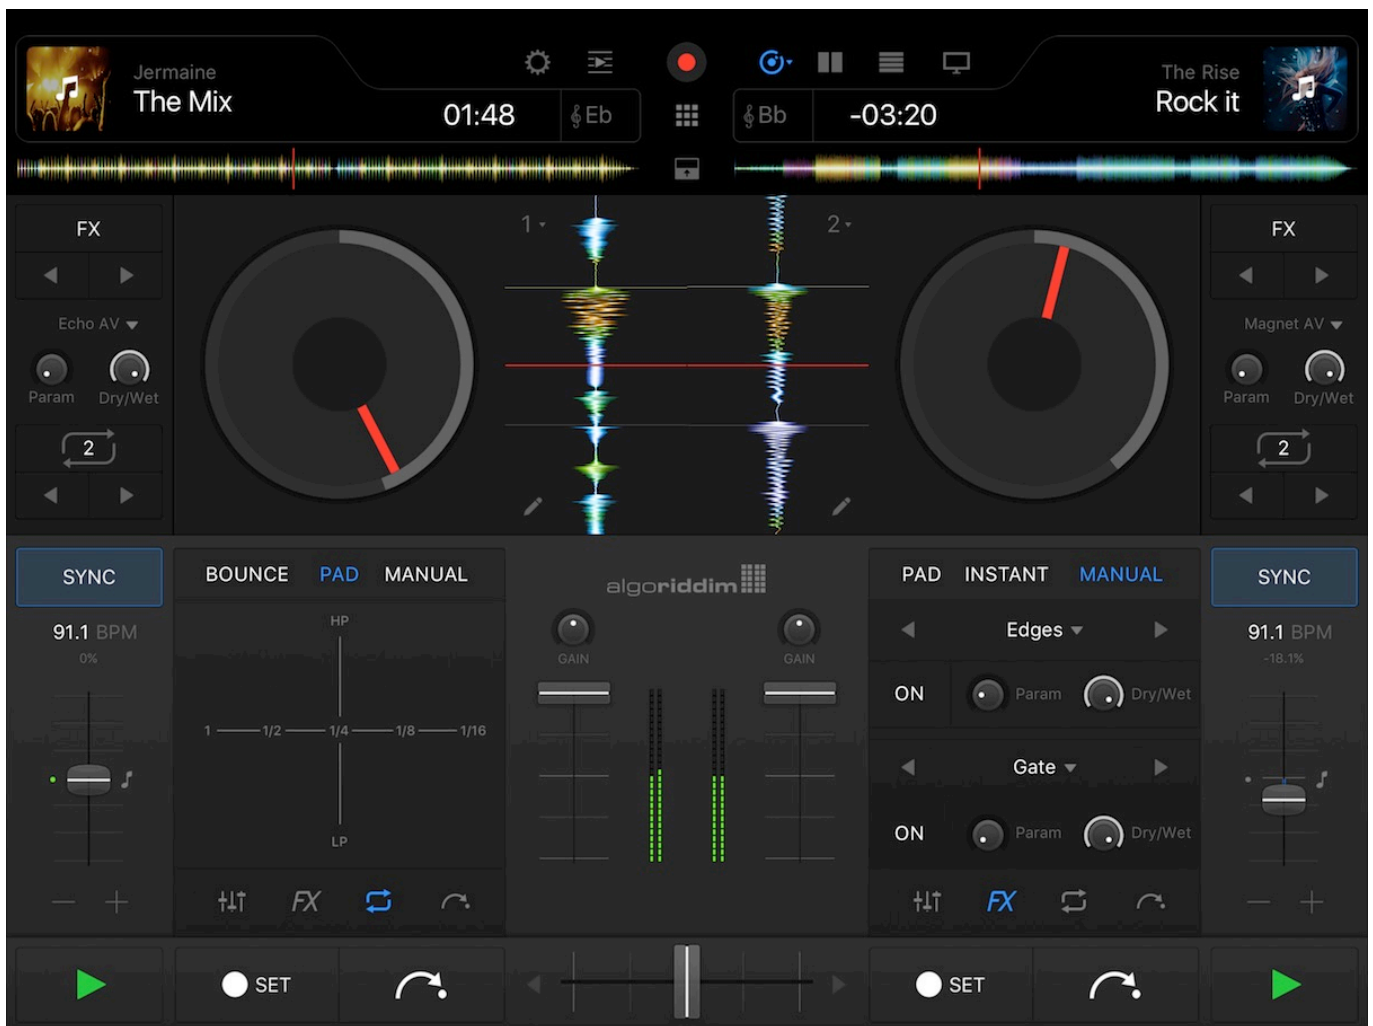 Jermaine
The Mix
01:48
Eb
Bb
-03:20
The Rise
Rock it
FX
1
2
FX
Echo AV
Magnet AV
Param
Dry/Wet
Param
Dry/Wet
2
2
SYNC
BOUNCE PAD MANUAL
algoriddim
PAD INSTANT MANUAL
SYNC
91.1 BPM
0%
HP
GAIN
GAIN
Edges
91.1 BPM
-18.1%
ON
Param
Dry/Wet
1 1/2 1/4 1/8 1/16
Gate
LP
ON
Param
Dry/Wet
FX
FX
SET
SET